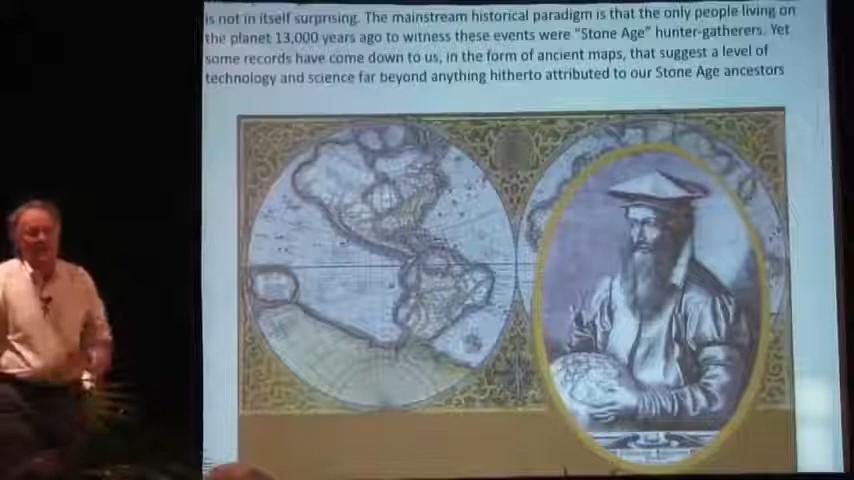 is not in itself surprising. The mainstream historical paradigm is that the only people living on
the planet 13,000 years ago to witness these events were "Stone Age" hunter-gatherers. Yet
some records have come down to us, in the form of ancient maps, that suggest a level of
technology and science far beyond anything hitherto attributed to our Stone Age ancestors